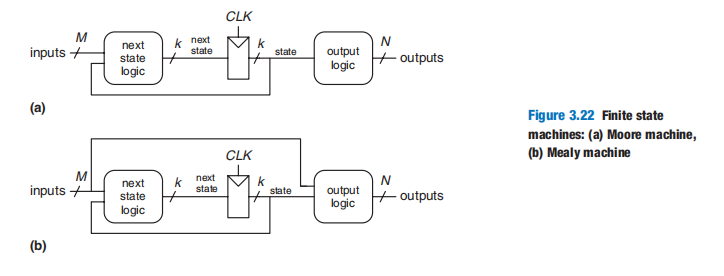 CLK
M
inputs
next
state
logic
k
next
state
k
state
output
logic
N
outputs
(a)
CLK
M
inputs
next
state
logic
k
next
state
k
state
output
logic
N
outputs
(b)
Figure 3.22 Finite state
machines: (a) Moore machine,
(b) Mealy machine